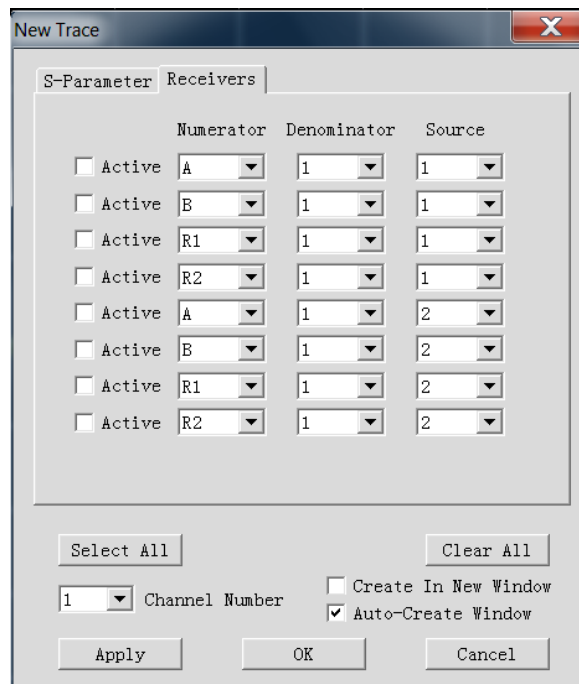 New Trace
S-Parameter Receivers
Numerator Denominator Source
Active A 1 1
Active B 1 1
Active R1 1 1
Active R2 1 1
Active A 1 2
Active B 1 2
Active R1 1 2
Active R2 1 2
Select All Clear All
1 Channel Number
Create In New Window
Auto-Create Window
Apply OK Cancel